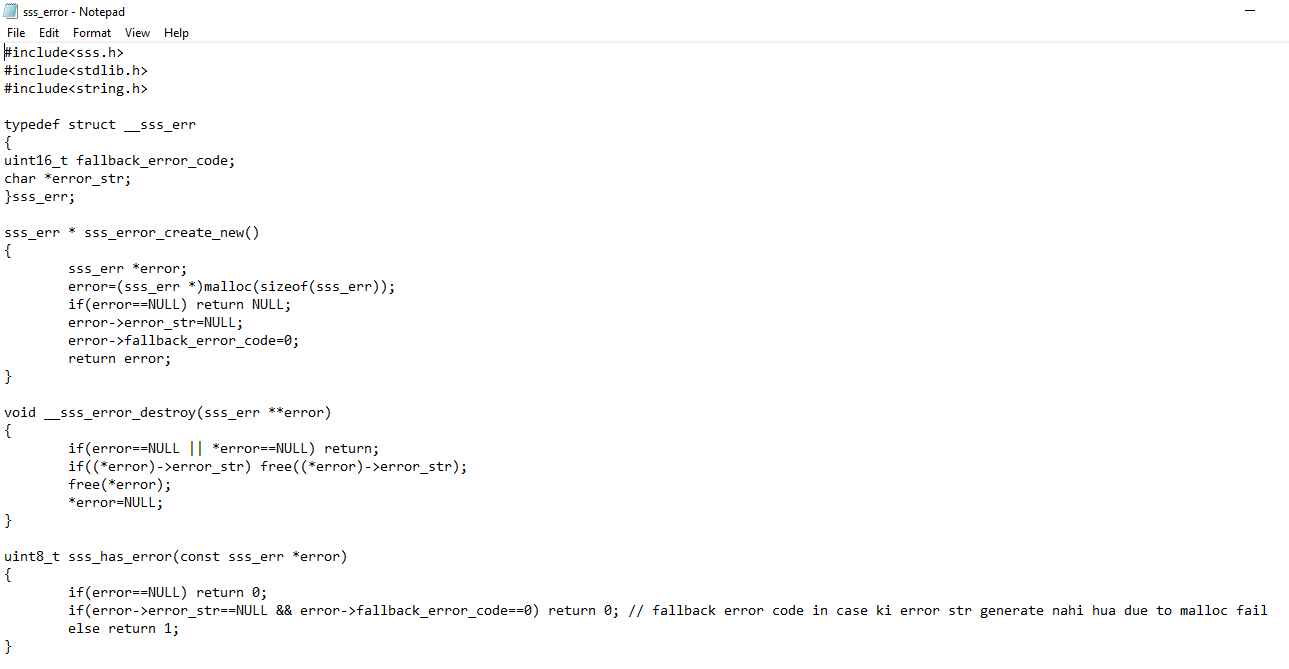 sss_error - Notepad
File Edit Format View Help
#include<sss.h>
#include<stdlib.h>
#include<string.h>
typedef struct __sss_err
{
uint16_t fallback_error_code;
char *error_str;
}sss_err;
sss_err * sss_error_create_new()
{
sss_err *error;
error=(sss_err *)malloc(sizeof(sss_err));
if(error==NULL) return NULL;
error->error_str=NULL;
error->fallback_error_code=0;
return error;
}
void __sss_error_destroy(sss_err **error)
{
if(error==NULL || *error==NULL) return;
if((*error)->error_str) free((*error)->error_str);
free(*error);
*error=NULL;
}
uint8_t sss_has_error(const sss_err *error)
{
if(error==NULL) return 0;
if(error->error_str==NULL && error->fallback_error_code==0) return 0; // fallback error code in case ki error str generate nahi hua due to malloc fail
else return 1;
}